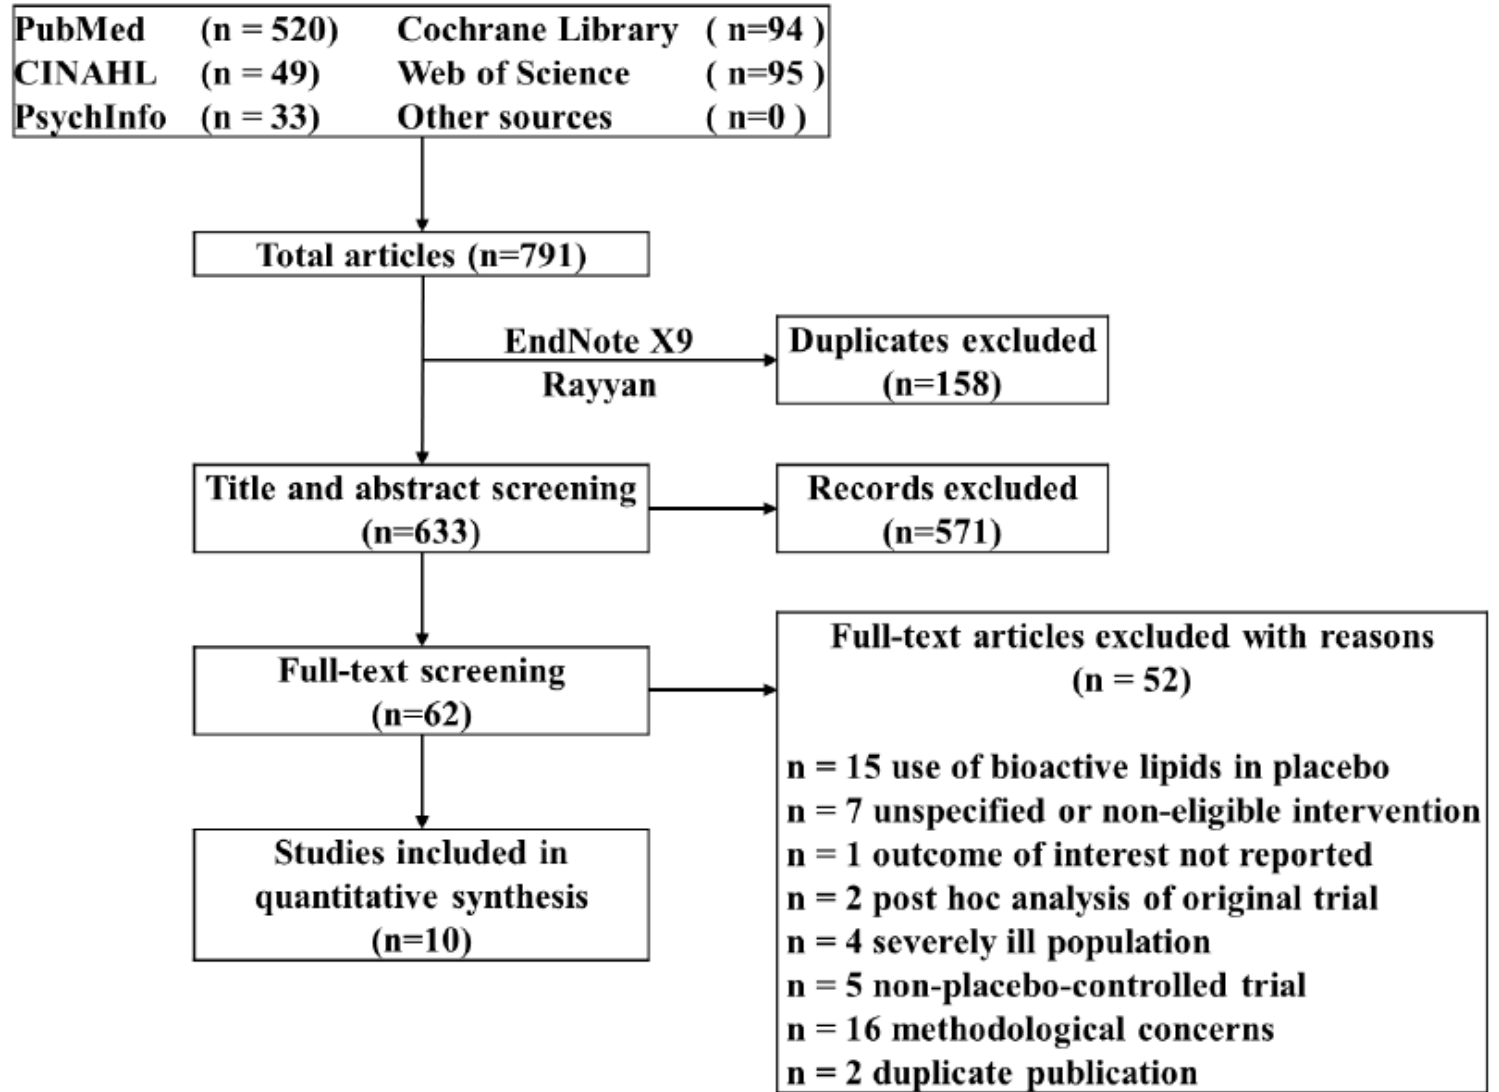 PubMed (n = 520) Cochrane Library ( n=94 )
CINAHL (n = 49) Web of Science ( n=95 )
PsychInfo (n = 33) Other sources ( n=0 )
Total articles (n=791)
EndNote X9
Rayyan
Duplicates excluded
(n=158)
Title and abstract screening
(n=633)
Records excluded
(n=571)
Full-text screening
(n=62)
Full-text articles excluded with reasons
(n = 52)
n = 15 use of bioactive lipids in placebo
n = 7 unspecified or non-eligible intervention
n = 1 outcome of interest not reported
n = 2 post hoc analysis of original trial
n = 4 severely ill population
n = 5 non-placebo-controlled trial
n = 16 methodological concerns
n = 2 duplicate publication
Studies included in
quantitative synthesis
(n=10)